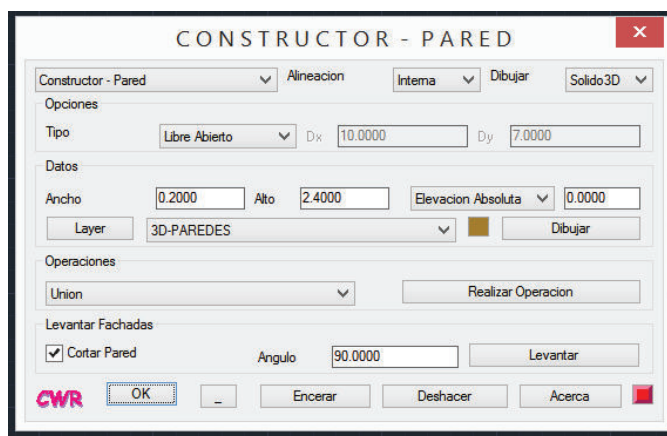 CONSTRUCTOR - PARED
Constructor - Pared Alineacion Interna Dibujar Solido3D
Opciones
Tipo Libre Abierto Dx 10.0000 Dy 7.0000
Datos
Ancho 0.2000 Alto 2.4000 Elevacion Absoluta 0.0000
Layer 3D-PAREDES Dibujar
Operaciones
Union Realizar Operacion
Levantar Fachadas
Cortar Pared Angulo 90.0000 Levantar
CWR OK _ Encerar Deshacer Acerca